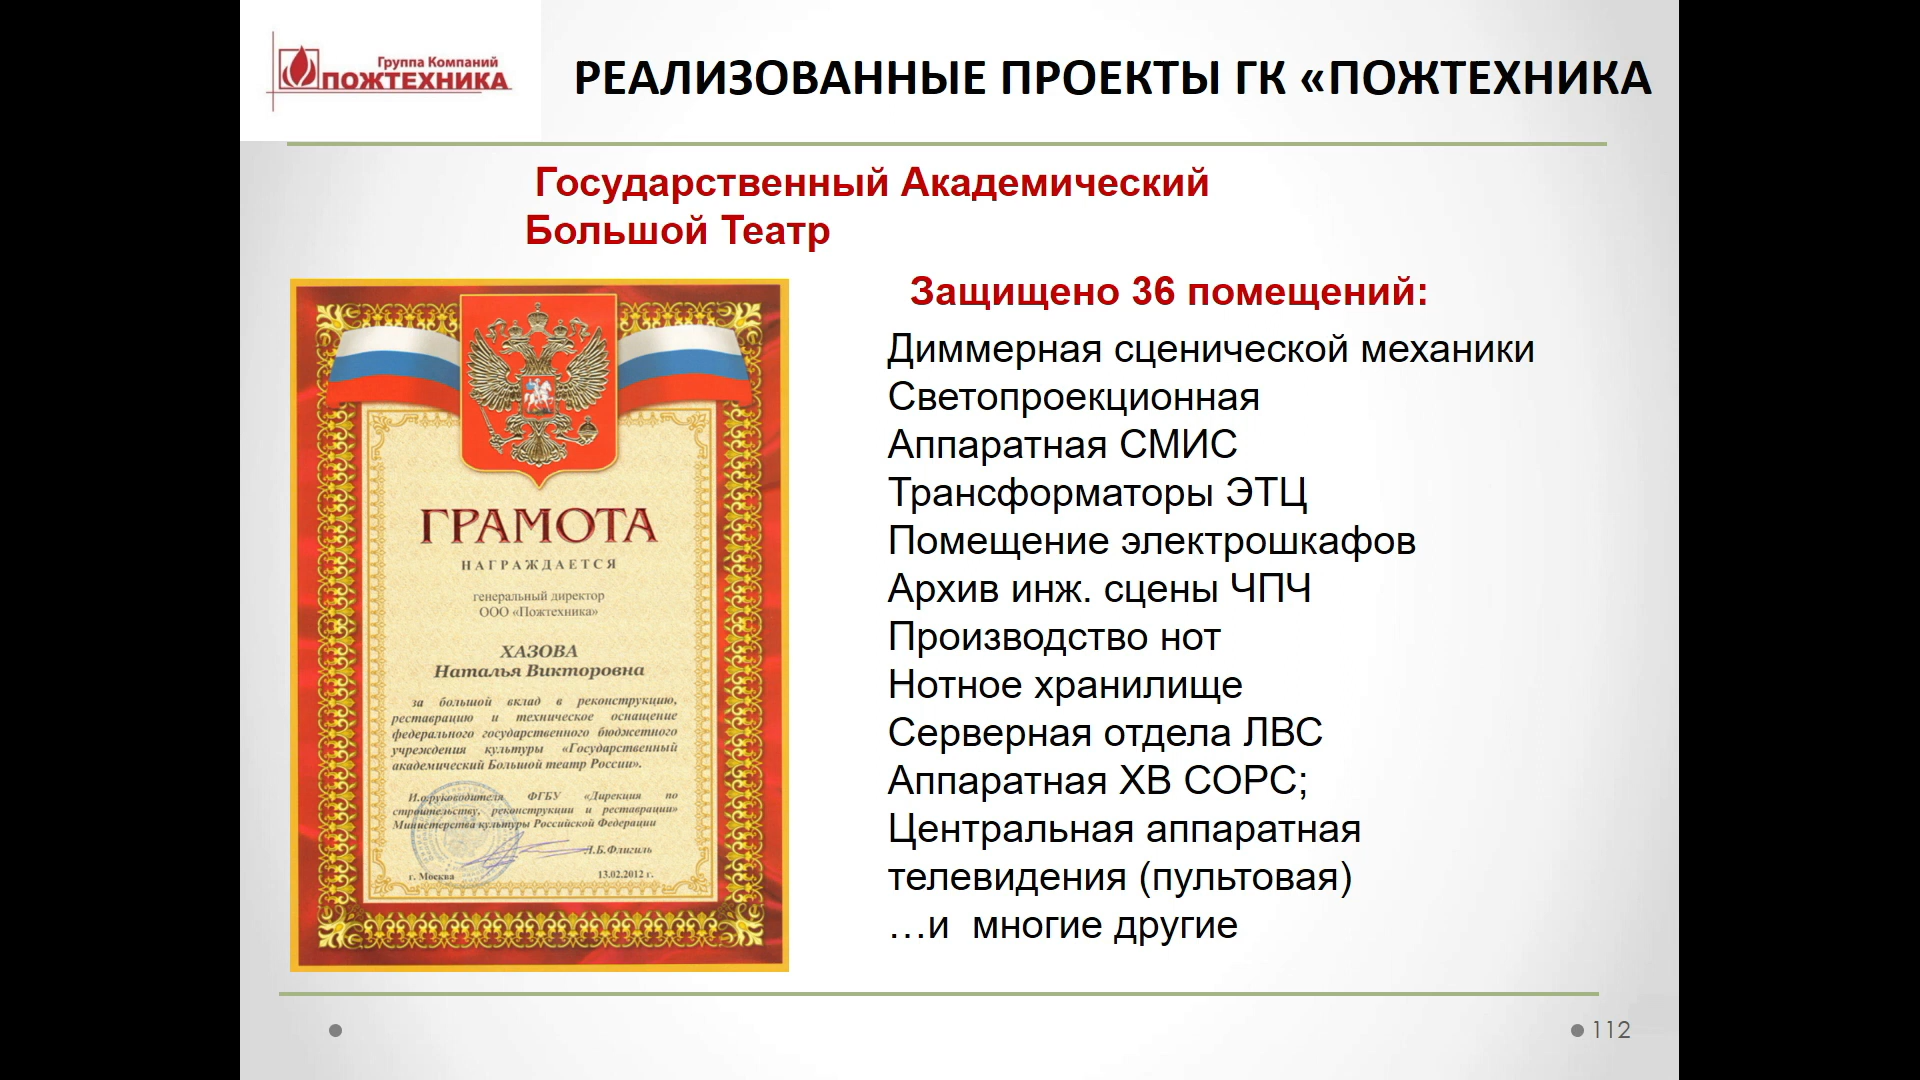 Группа Компаний
ПОЖТЕХНИКА
РЕАЛИЗОВАННЫЕ ПРОЕКТЫ ГК «ПОЖТЕХНИКА
Государственный Академический
Большой Театр
ГРАМОТА
НАГРАЖДАЕТСЯ
генеральный директор
ООО «Пожтехника»
ХАЗОВА
Наталья Викторовна
за большой вклад в реконструкцию,
реставрацию и техническое оснащение
федерального государственного бюджетного
учреждения культуры «Государственный
академический Большой театр России».
И.о.руководителя ФГБУ «Дирекция по
строительству, реконструкции и реставрации»
Министерства культуры Российской Федерации
Л.Б.Флигиль
г. Москва 13.02.2012 г.
Защищено 36 помещений:
Диммерная сценической механики
Светопроекционная
Аппаратная СМИС
Трансформаторы ЭТЦ
Помещение электрошкафов
Архив инж. сцены ЧПЧ
Производство нот
Нотное хранилище
Серверная отдела ЛВС
Аппаратная ХВ СОРС;
Центральная аппаратная
телевидения (пультовая)
…и многие другие
112